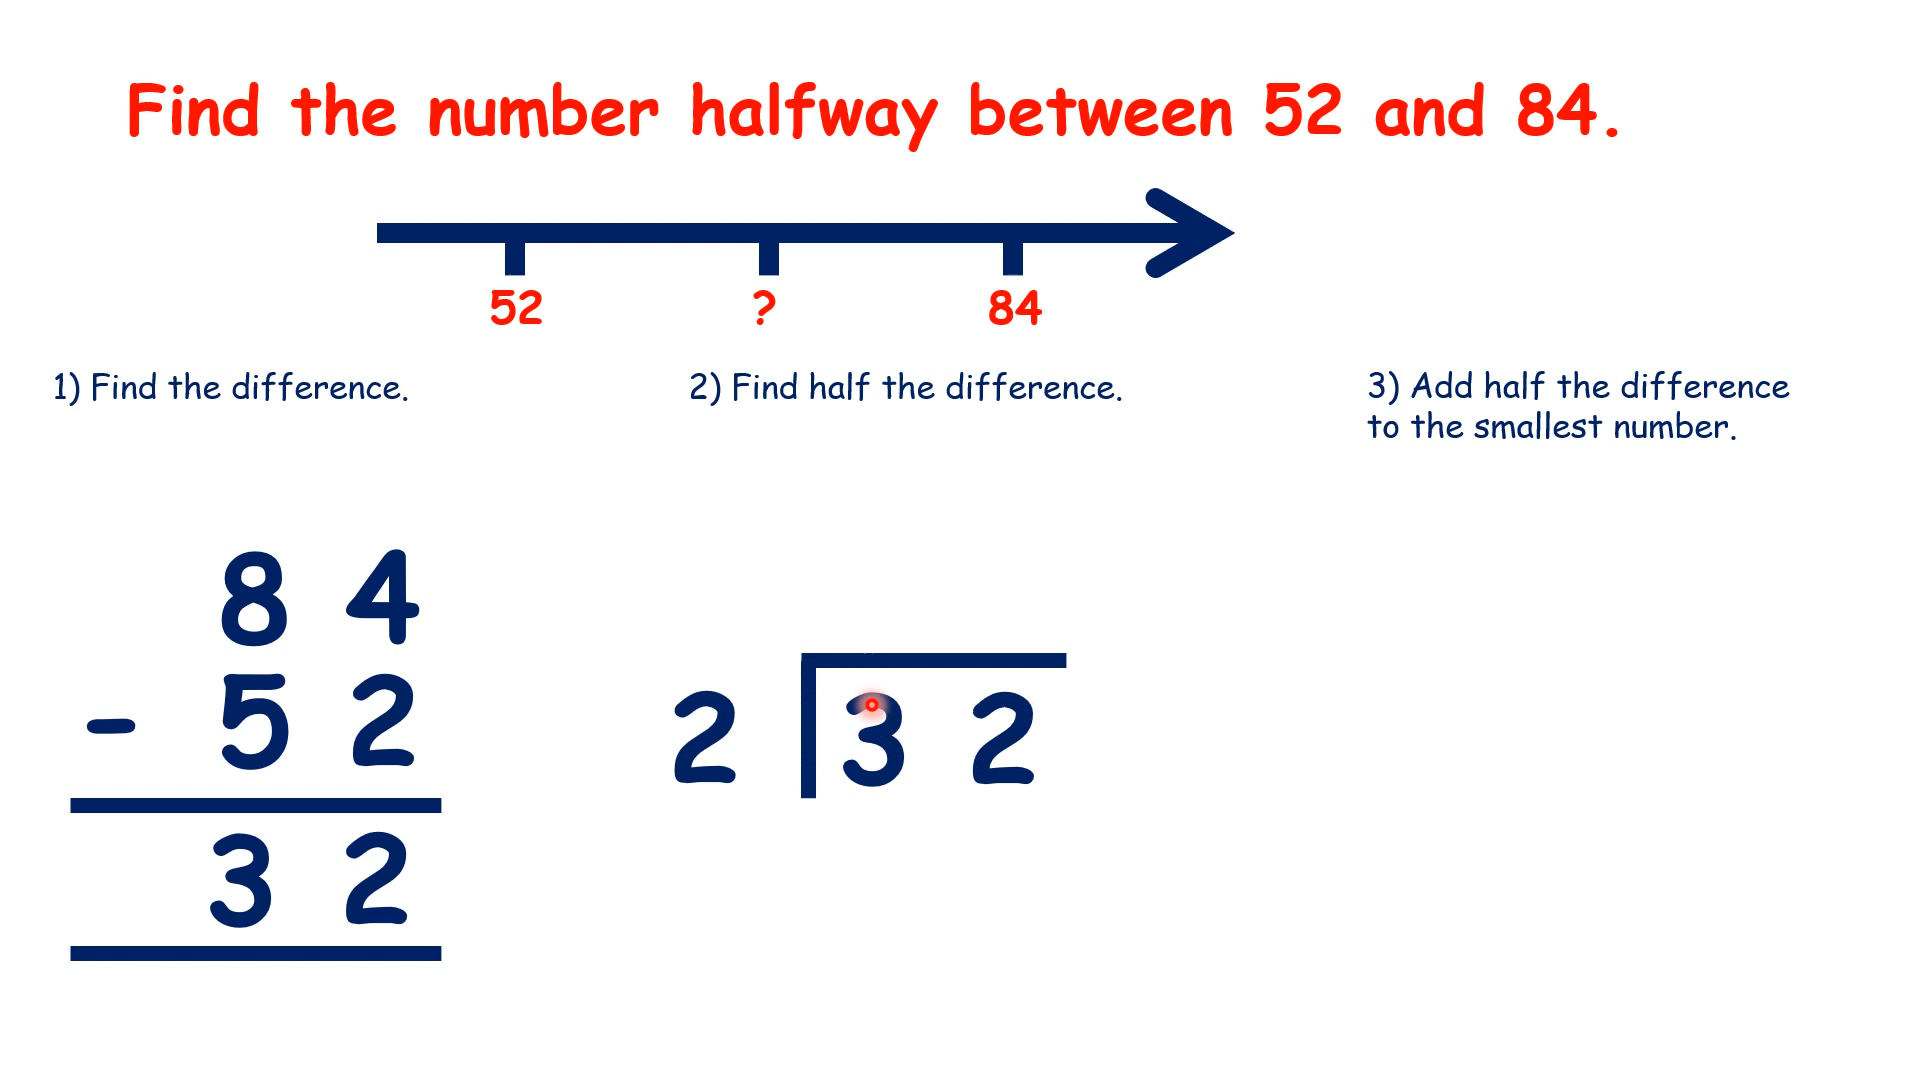 Find the number halfway between 52 and 84.
52 ? 84
1) Find the difference.
2) Find half the difference.
3) Add half the difference
to the smallest number.
8 4
- 5 2
3 2
2 3 2